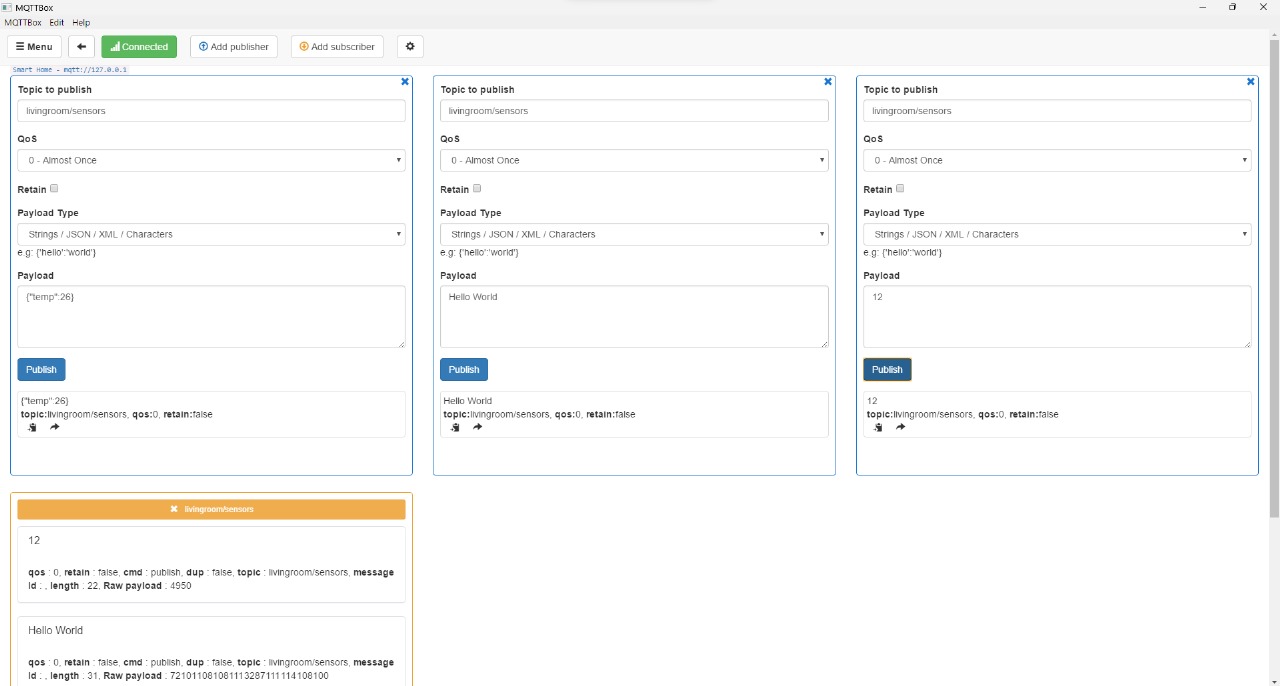 MQTTBox
MQTTBox Edit Help
Menu Connected Add publisher Add subscriber
Smart Home - mqtt://127.0.0.1
Topic to publish
livingroom/sensors
QoS
0 - Almost Once
Retain
Payload Type
Strings / JSON / XML / Characters
e.g: {'hello':'world'}
Payload
{"temp":26}
Publish
{"temp":26}
topic:livingroom/sensors, qos:0, retain:false
Topic to publish
livingroom/sensors
QoS
0 - Almost Once
Retain
Payload Type
Strings / JSON / XML / Characters
e.g: {'hello':'world'}
Payload
Hello World
Publish
Hello World
topic:livingroom/sensors, qos:0, retain:false
Topic to publish
livingroom/sensors
QoS
0 - Almost Once
Retain
Payload Type
Strings / JSON / XML / Characters
e.g: {'hello':'world'}
Payload
12
Publish
12
topic:livingroom/sensors, qos:0, retain:false
livingroom/sensors
12
qos : 0, retain : false, cmd : publish, dup : false, topic : livingroom/sensors, message
Id : , length : 22, Raw payload : 4950
Hello World
qos : 0, retain : false, cmd : publish, dup : false, topic : livingroom/sensors, message
Id : , length : 31, Raw payload : 721011081081113287111114108100